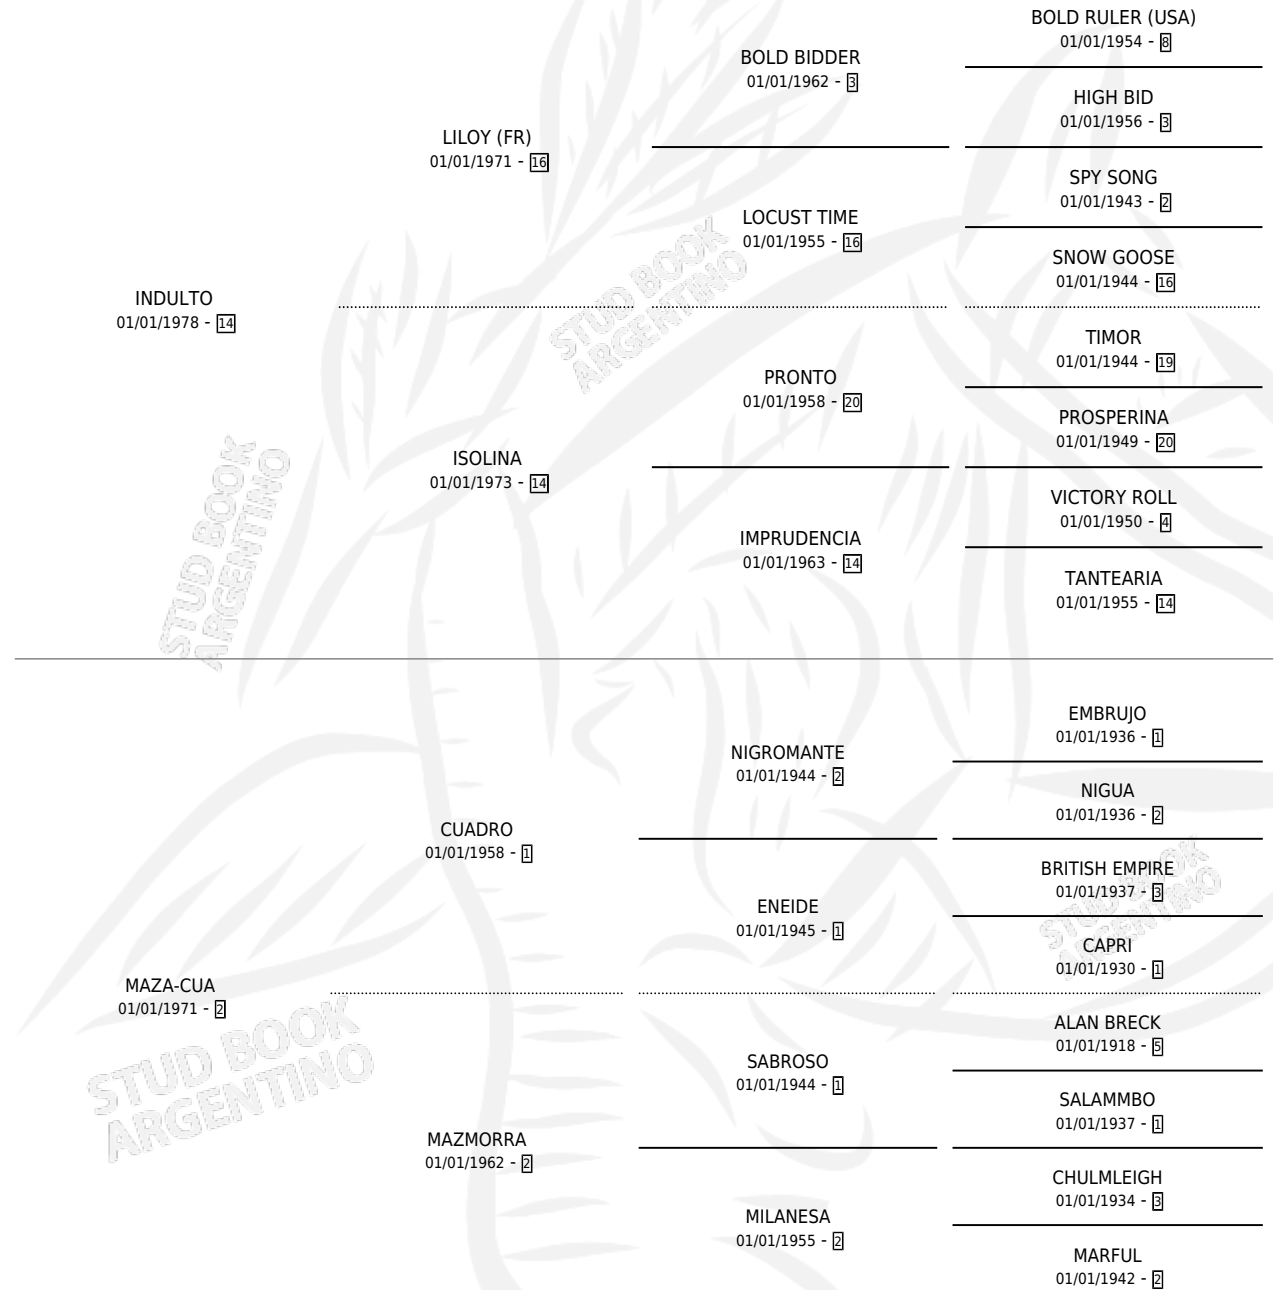 BOLD RULER (USA)
01/01/1954 - 8
BOLD BIDDER
01/01/1962 - 3
HIGH BID
01/01/1956 - 3
LILOY (FR)
01/01/1971 - 16
SPY SONG
01/01/1943 - 2
LOCUST TIME
01/01/1955 - 16
SNOW GOOSE
01/01/1944 - 16
INDULTO
01/01/1978 - 14
TIMOR
01/01/1944 - 19
PRONTO
01/01/1958 - 20
PROSPERINA
01/01/1949 - 20
ISOLINA
01/01/1973 - 14
VICTORY ROLL
01/01/1950 - 4
IMPRUDENCIA
01/01/1963 - 14
TANTEARIA
01/01/1955 - 14
EMBRUJO
01/01/1936 - 1
NIGROMANTE
01/01/1944 - 2
NIGUA
01/01/1936 - 2
CUADRO
01/01/1958 - 1
BRITISH EMPIRE
01/01/1937 - 3
ENEIDE
01/01/1945 - 1
CAPRI
01/01/1930 - 1
MAZA-CUA
01/01/1971 - 2
ALAN BRECK
01/01/1918 - 5
SABROSO
01/01/1944 - 1
SALAMMBO
01/01/1937 - 1
MAZMORRA
01/01/1962 - 2
CHULMLEIGH
01/01/1934 - 3
MILANESA
01/01/1955 - 2
MARFUL
01/01/1942 - 2
STUD BOOK
ARGENTINO
STUD BOOK
ARGENTINO
STUD BOOK
ARGENTINO
STUD BOOK
ARGENTINO